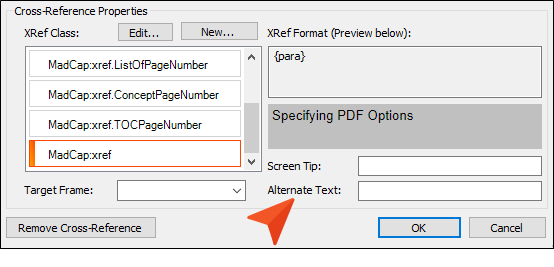 Cross-Reference Properties
XRef Class:
Edit...
New...
XRef Format (Preview below):
MadCap:xref.ListOfPageNumber
MadCap:xref.ConceptPageNumber
MadCap:xref.TOCPageNumber
MadCap:xref
{para}
Specifying PDF Options
Screen Tip:
Target Frame:
Alternate Text:
Remove Cross-Reference
OK
Cancel